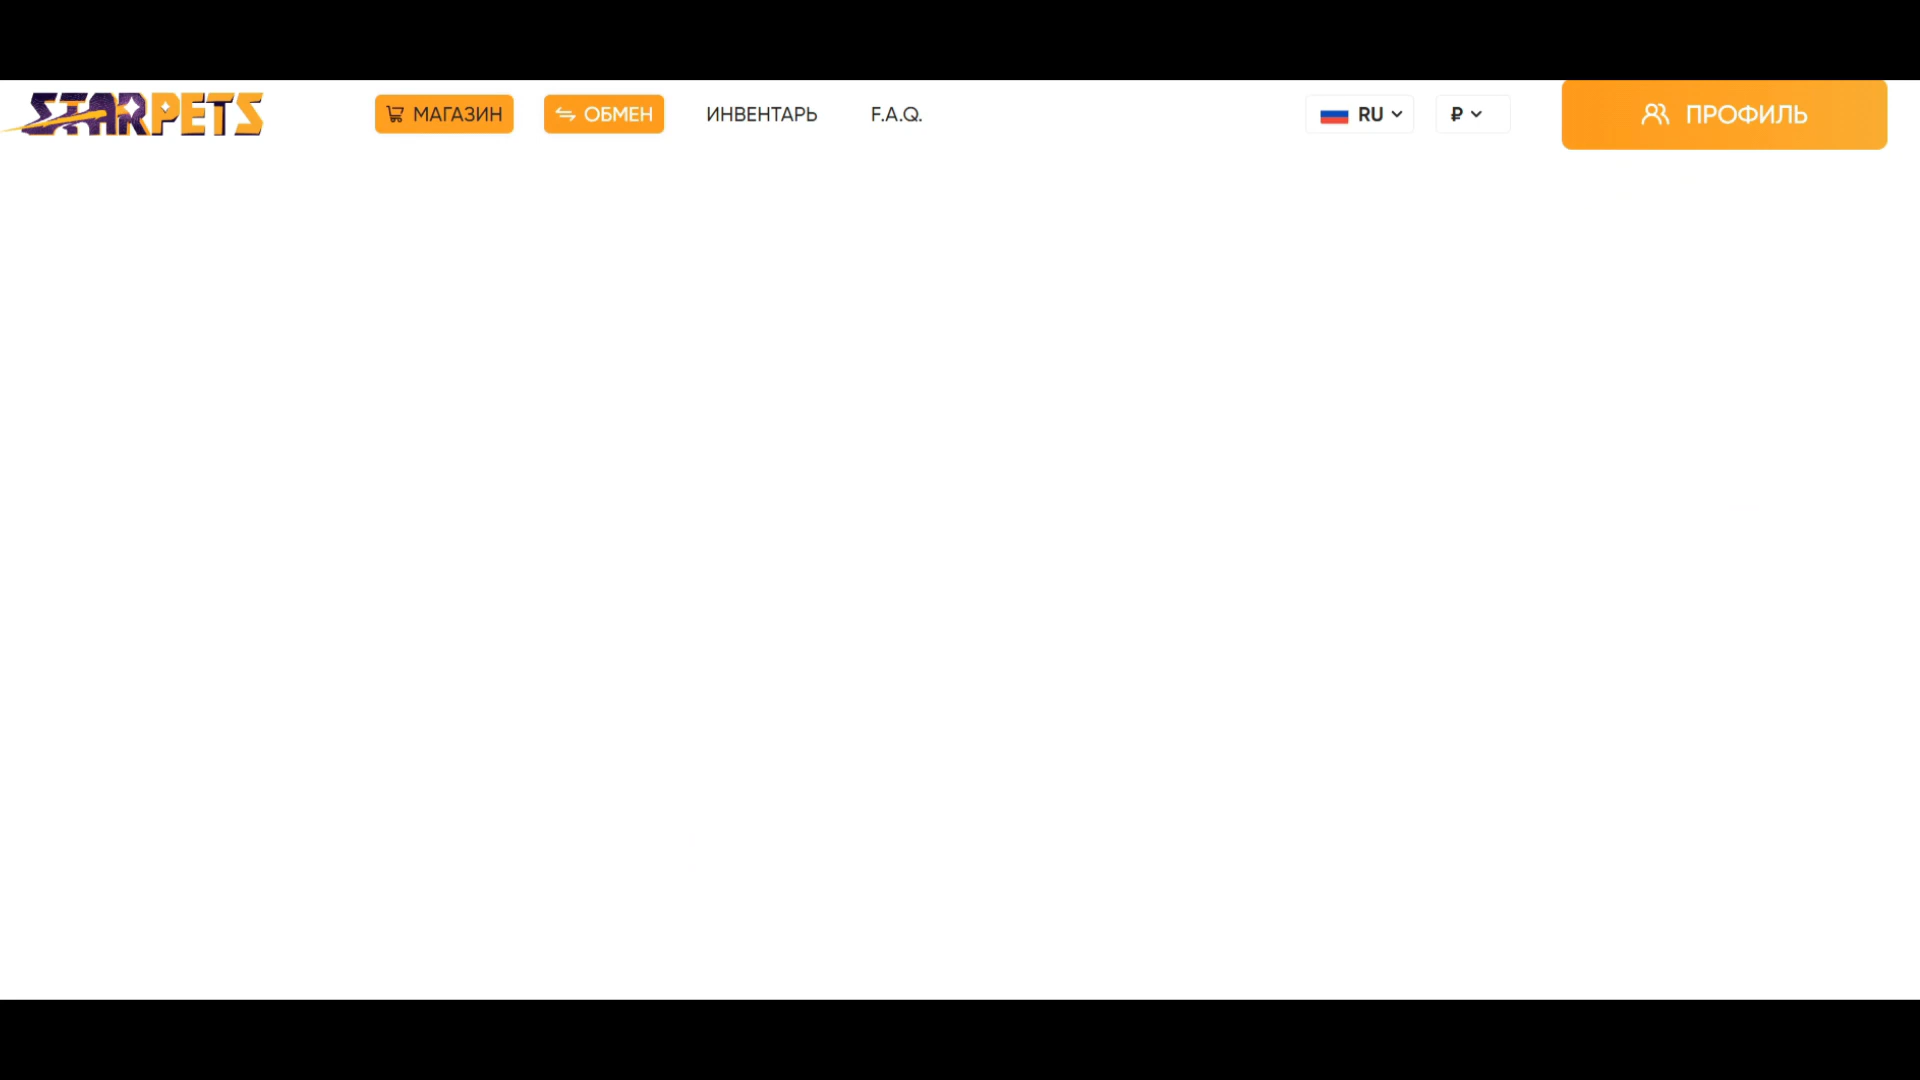 STARPETS
МАГАЗИН
ОБМЕН
ИНВЕНТАРЬ
F.A.Q.
RU
₽
ПРОФИЛЬ